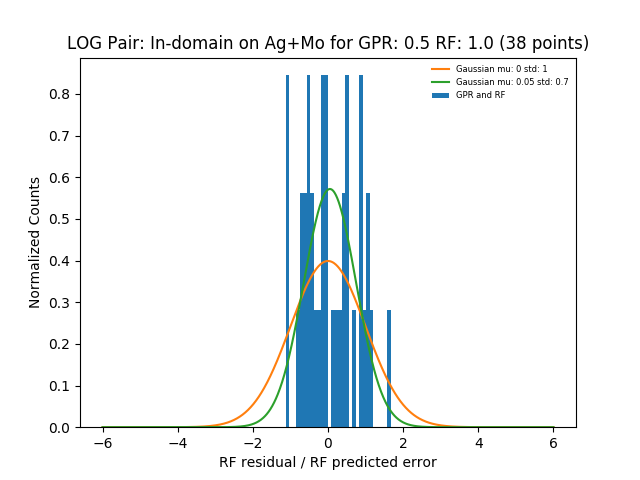 LOG Pair: In-domain on Ag+Mo for GPR: 0.5 RF: 1.0 (38 points)
Gaussian mu: 0 std: 1
Gaussian mu: 0.05 std: 0.7
GPR and RF
Normalized Counts
0.8
0.7
0.6
0.5
0.4
0.3
0.2
0.1
0.0
−6 −4 −2 0 2 4 6
RF residual / RF predicted error